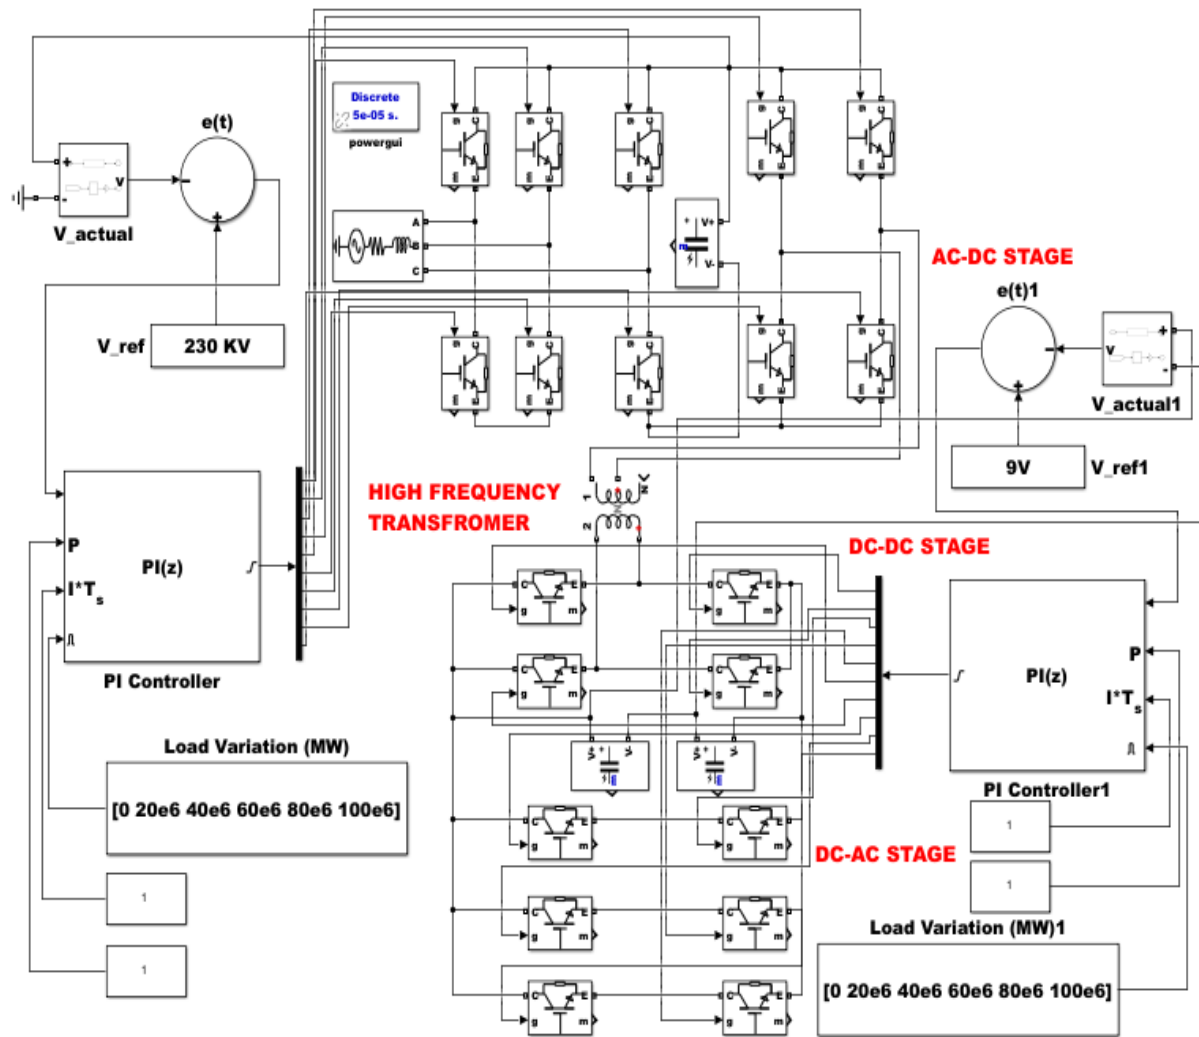 Discrete
5e-05 s.
powergui
e(t)
+
-
v
V_actual
-
+
V_ref
230 KV
A
B
C
g
C
m
E
g
C
m
E
g
C
m
E
g
C
m
E
g
C
m
E
+
V+
m
V-
AC-DC STAGE
e(t)1
-
+
v
+
-
V_actual1
9V
V_ref1
g
C
m
E
g
C
m
E
g
C
m
E
g
C
m
E
g
C
m
E
P
I*Ts
PI(z)
PI Controller
HIGH FREQUENCY
TRANSFROMER
1
2
DC-DC STAGE
C
E
g
m
C
E
g
m
C
E
g
m
C
E
g
m
V+
+
V-
V+
+
V-
P
I*Ts
PI(z)
PI Controller1
Load Variation (MW)
[0 20e6 40e6 60e6 80e6 100e6]
1
1
C
E
g
m
C
E
g
m
DC-AC STAGE
1
1
C
E
g
m
C
E
g
m
C
E
g
m
C
E
g
m
Load Variation (MW)1
[0 20e6 40e6 60e6 80e6 100e6]